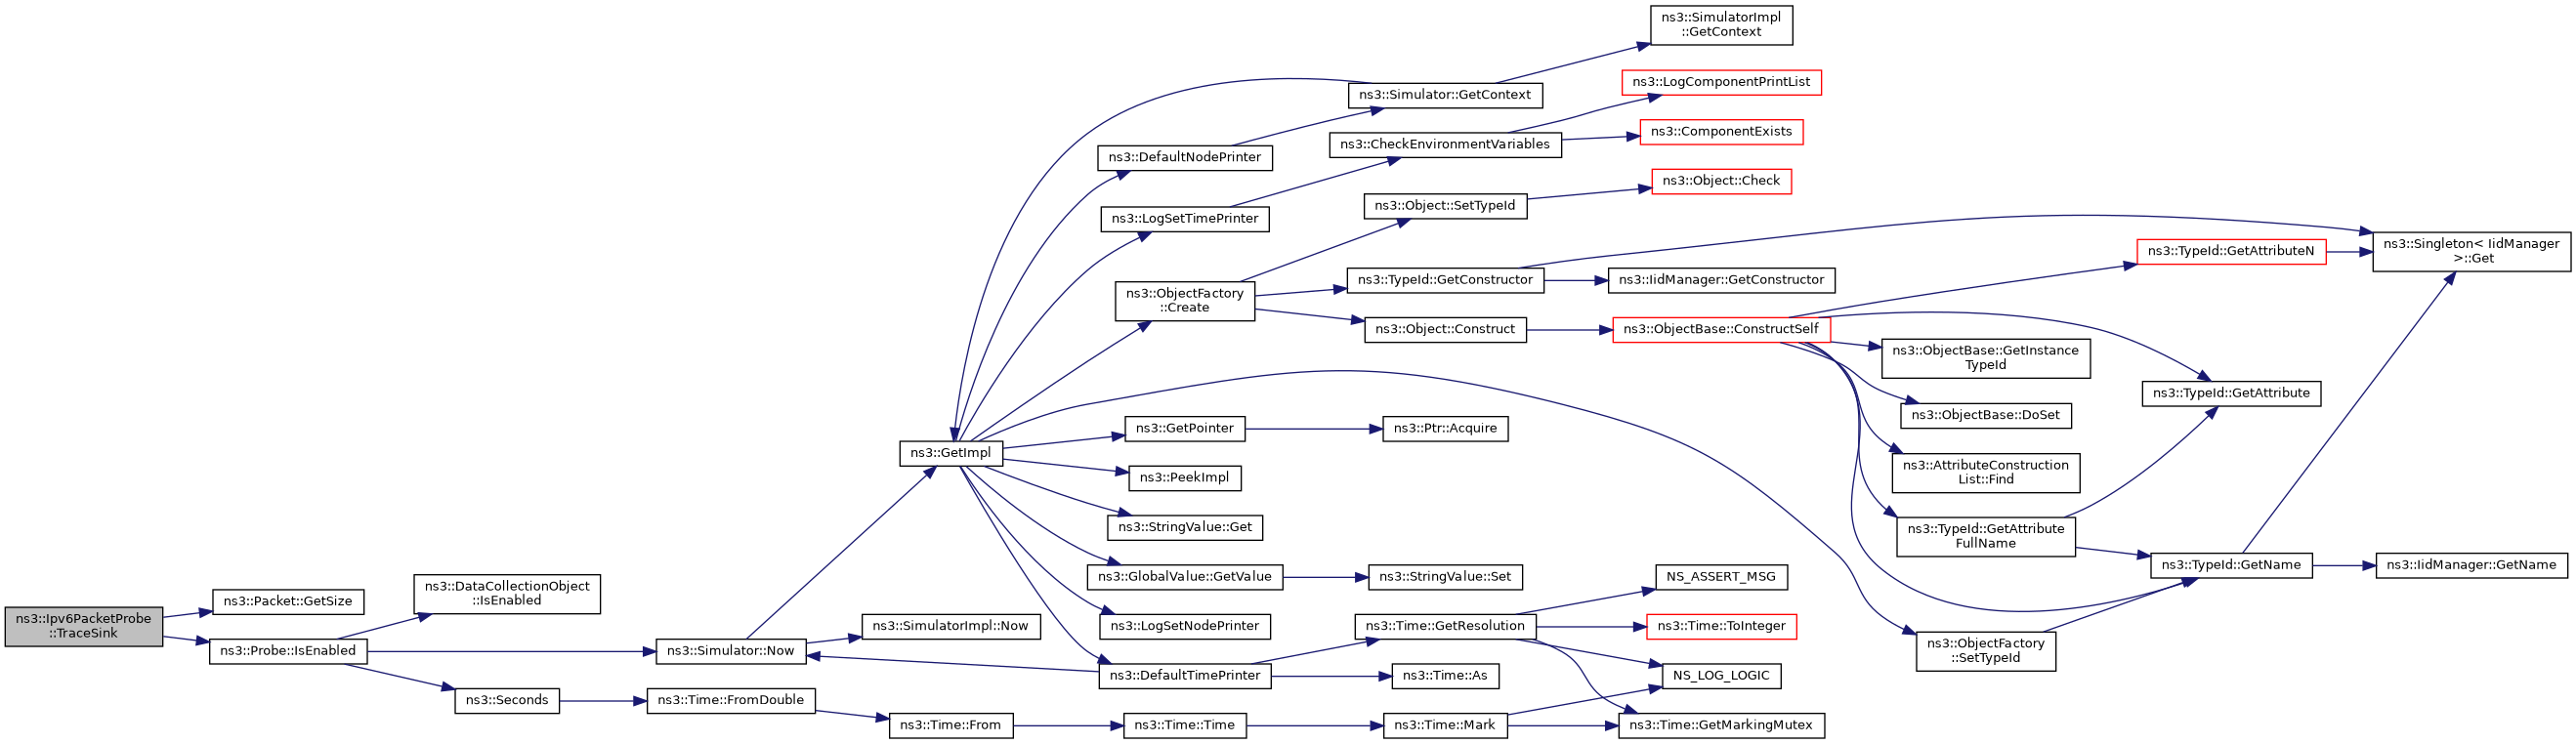 ns3::Ipv6PacketProbe
::TraceSink
ns3::Packet::GetSize
ns3::Probe::IsEnabled
ns3::DataCollectionObject
::IsEnabled
ns3::Seconds
ns3::Time::FromDouble
ns3::Simulator::Now
ns3::SimulatorImpl::Now
ns3::Time::From
ns3::GetImpl
ns3::DefaultNodePrinter
ns3::LogSetTimePrinter
ns3::ObjectFactory
::Create
ns3::GetPointer
ns3::PeekImpl
ns3::StringValue::Get
ns3::GlobalValue::GetValue
ns3::LogSetNodePrinter
ns3::DefaultTimePrinter
ns3::Time::Time
ns3::Simulator::GetContext
ns3::CheckEnvironmentVariables
ns3::Object::SetTypeId
ns3::TypeId::GetConstructor
ns3::Object::Construct
ns3::Ptr::Acquire
ns3::StringValue::Set
ns3::Time::GetResolution
ns3::Time::As
ns3::Time::Mark
ns3::SimulatorImpl
::GetContext
ns3::LogComponentPrintList
ns3::ComponentExists
ns3::Object::Check
ns3::IidManager::GetConstructor
ns3::ObjectBase::ConstructSelf
NS_ASSERT_MSG
ns3::Time::ToInteger
NS_LOG_LOGIC
ns3::Time::GetMarkingMutex
ns3::ObjectBase::GetInstance
TypeId
ns3::ObjectBase::DoSet
ns3::AttributeConstruction
List::Find
ns3::TypeId::GetAttribute
FullName
ns3::ObjectFactory
::SetTypeId
ns3::TypeId::GetAttributeN
ns3::TypeId::GetAttribute
ns3::TypeId::GetName
ns3::Singleton< IidManager
>::Get
ns3::IidManager::GetName